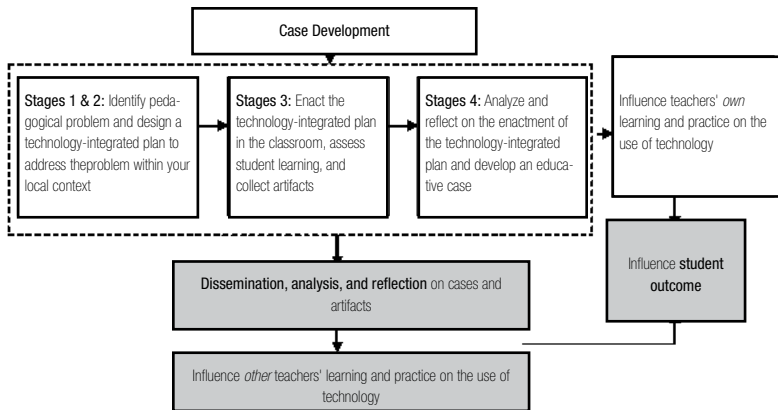 Case Development
Stages 1 & 2: Identify peda-
gogical problem and design a
technology-integrated plan to
address theproblem within your
local context
Stages 3: Enact the
technology-integrated plan
in the classroom, assess
student learning, and
collect artifacts
Stages 4: Analyze and
reflect on the enactment of
the technology-integrated
plan and develop an educ-
ative case
Influence teachers' own
learning and practice on the
use of technology
Influence student
outcome
Dissemination, analysis, and reflection on cases and
artifacts
Influence other teachers' learning and practice on the use of
technology